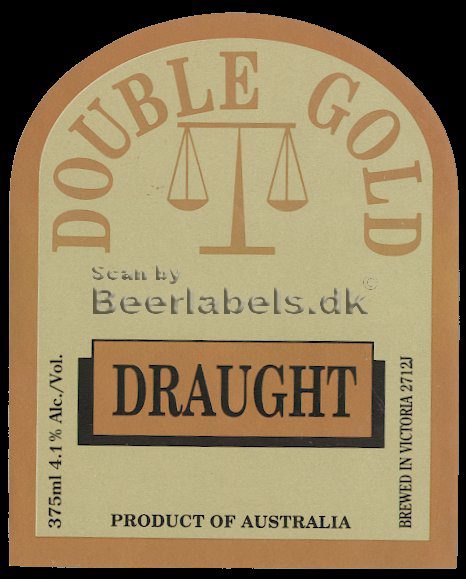 DOUBLE GOLD
Scan by
Beerlabels.dk
©
DRAUGHT
375ml 4.1% Alc./Vol.
BREWED IN VICTORIA 2712J
PRODUCT OF AUSTRALIA